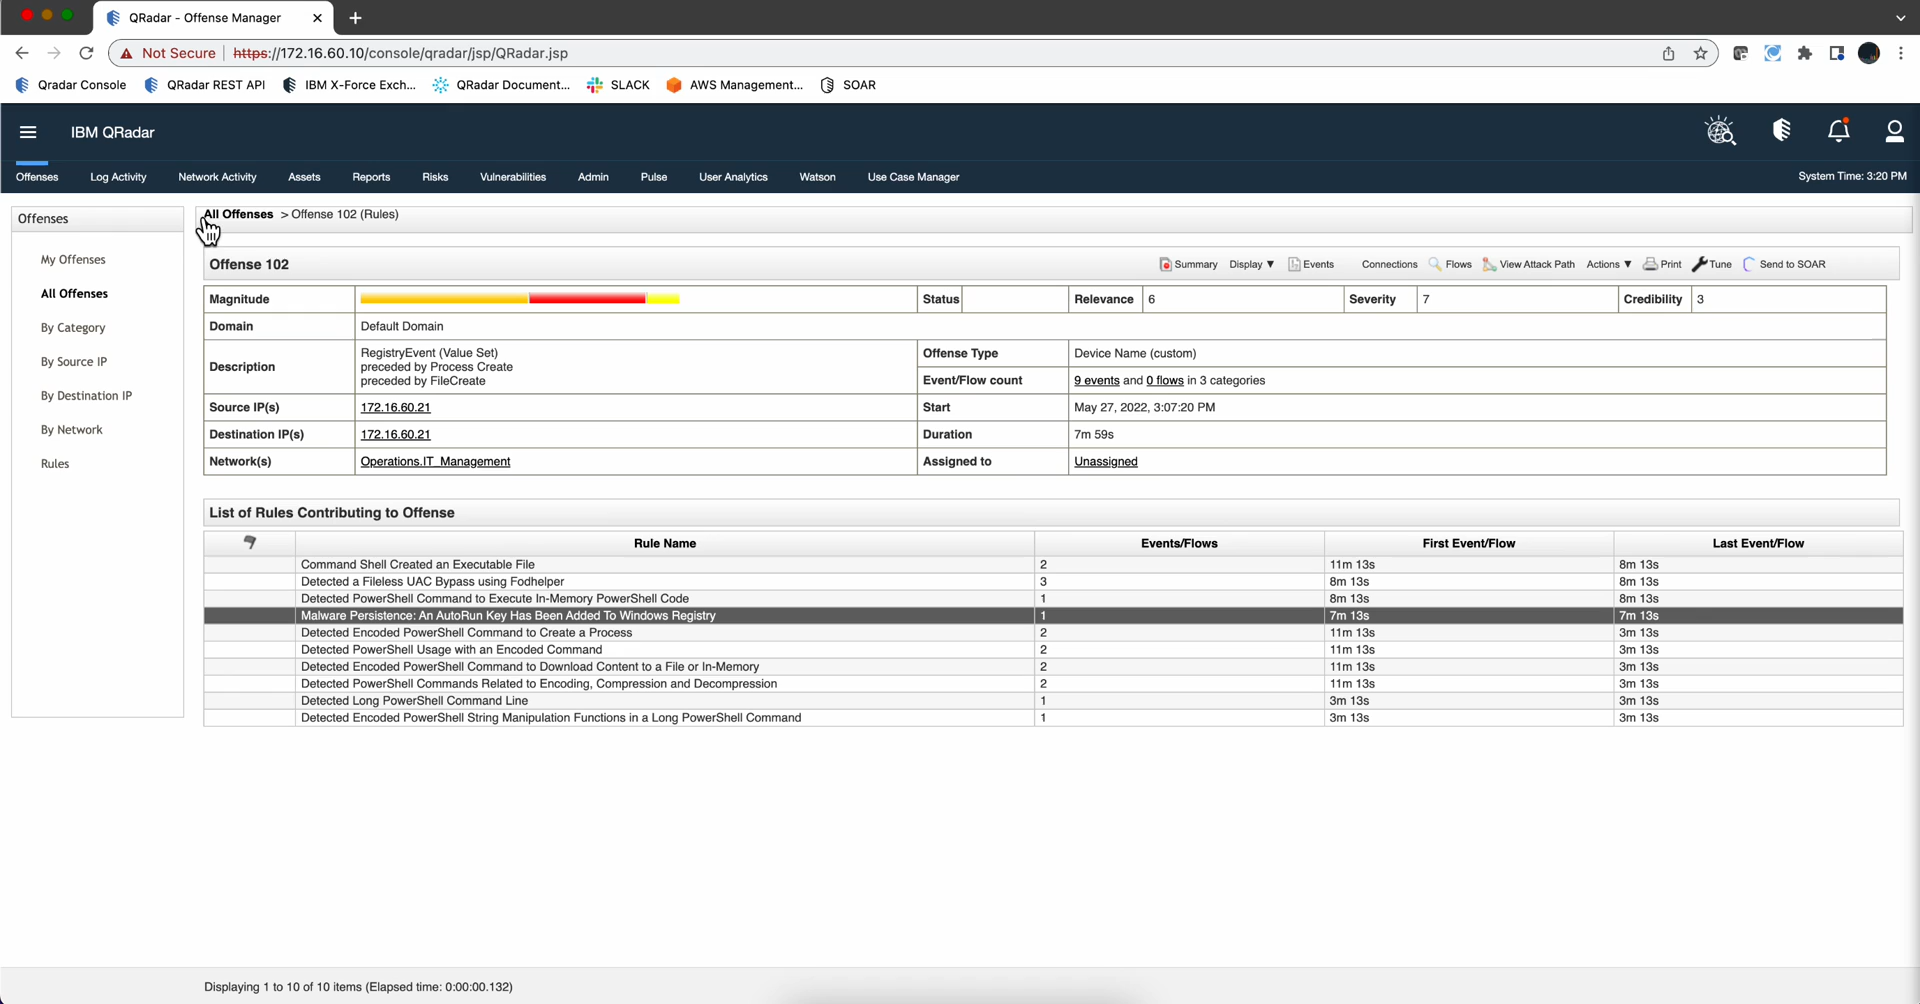 QRadar - Offense Manager
Not Secure https://172.16.60.10/console/qradar/jsp/QRadar.jsp
Qradar Console QRadar REST API IBM X-Force Exch... QRadar Document... SLACK AWS Management... SOAR
IBM QRadar
Offenses Log Activity Network Activity Assets Reports Risks Vulnerabilities Admin Pulse User Analytics Watson Use Case Manager System Time: 3:20 PM
Offenses
My Offenses
All Offenses
By Category
By Source IP
By Destination IP
By Network
Rules
All Offenses > Offense 102 (Rules)
Offense 102 Summary Display ▼ Events Connections Flows View Attack Path Actions ▼ Print Tune Send to SOAR
Magnitude Status Relevance 6 Severity 7 Credibility 3
Domain Default Domain
Description RegistryEvent (Value Set)
preceded by Process Create
preceded by FileCreate
Offense Type Device Name (custom)
Event/Flow count 9 events and 0 flows in 3 categories
Source IP(s) 172.16.60.21 Start May 27, 2022, 3:07:20 PM
Destination IP(s) 172.16.60.21 Duration 7m 59s
Network(s) Operations.IT_Management Assigned to Unassigned
List of Rules Contributing to Offense
Rule Name Events/Flows First Event/Flow Last Event/Flow
Command Shell Created an Executable File 2 11m 13s 8m 13s
Detected a Fileless UAC Bypass using Fodhelper 3 8m 13s 8m 13s
Detected PowerShell Command to Execute In-Memory PowerShell Code 1 8m 13s 8m 13s
Malware Persistence: An AutoRun Key Has Been Added To Windows Registry 1 7m 13s 7m 13s
Detected Encoded PowerShell Command to Create a Process 2 11m 13s 3m 13s
Detected PowerShell Usage with an Encoded Command 2 11m 13s 3m 13s
Detected Encoded PowerShell Command to Download Content to a File or In-Memory 2 11m 13s 3m 13s
Detected PowerShell Commands Related to Encoding, Compression and Decompression 2 11m 13s 3m 13s
Detected Long PowerShell Command Line 1 3m 13s 3m 13s
Detected Encoded PowerShell String Manipulation Functions in a Long PowerShell Command 1 3m 13s 3m 13s
Displaying 1 to 10 of 10 items (Elapsed time: 0:00:00.132)